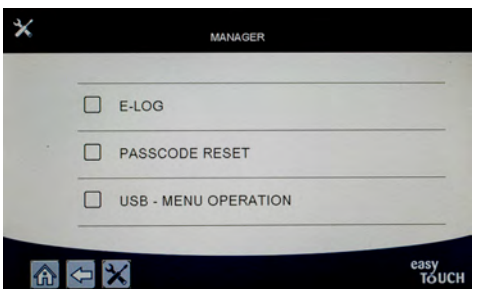 MANAGER
E-LOG
PASSCODE RESET
USB - MENU OPERATION
easy
TOUCH